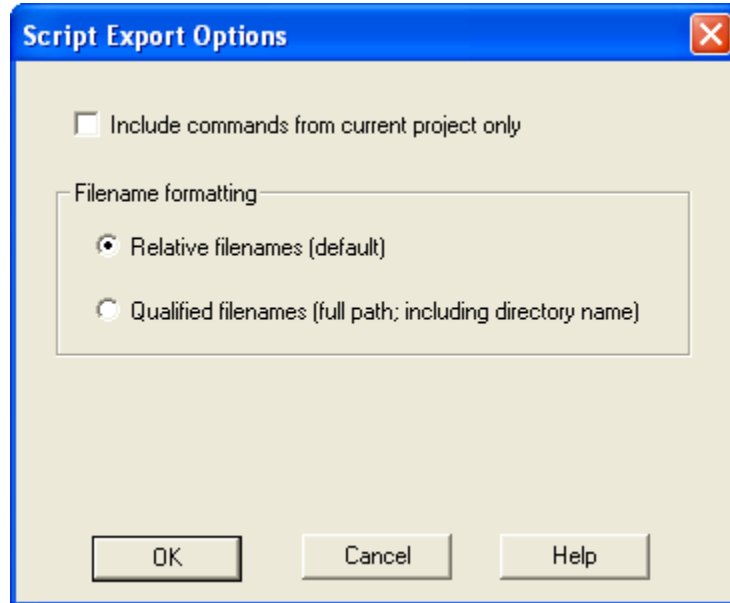 Script Export Options
Include commands from current project only
Filename formatting
Relative filenames (default)
Qualified filenames (full path; including directory name)
OK Cancel Help